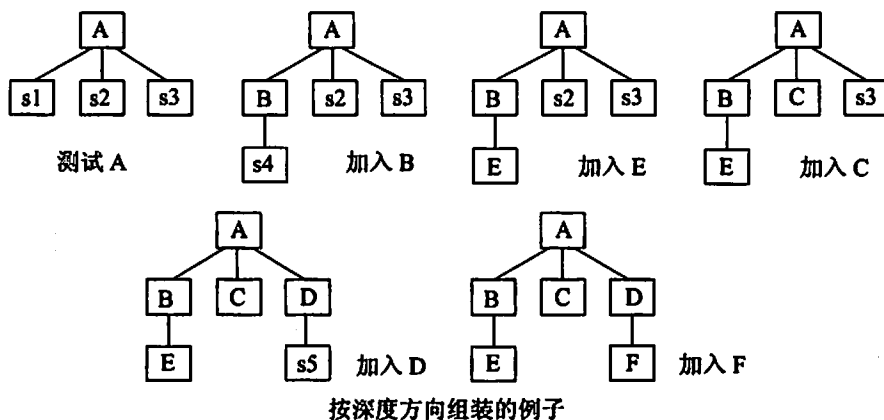 A A A A
s1 s2 s3 B s2 s3 B s2 s3 B C s3
s4 E E
测试 A 加入 B 加入 E 加入 C
A A
B C D B C D
E s5 加入 D E F 加入 F
按深度方向组装的例子